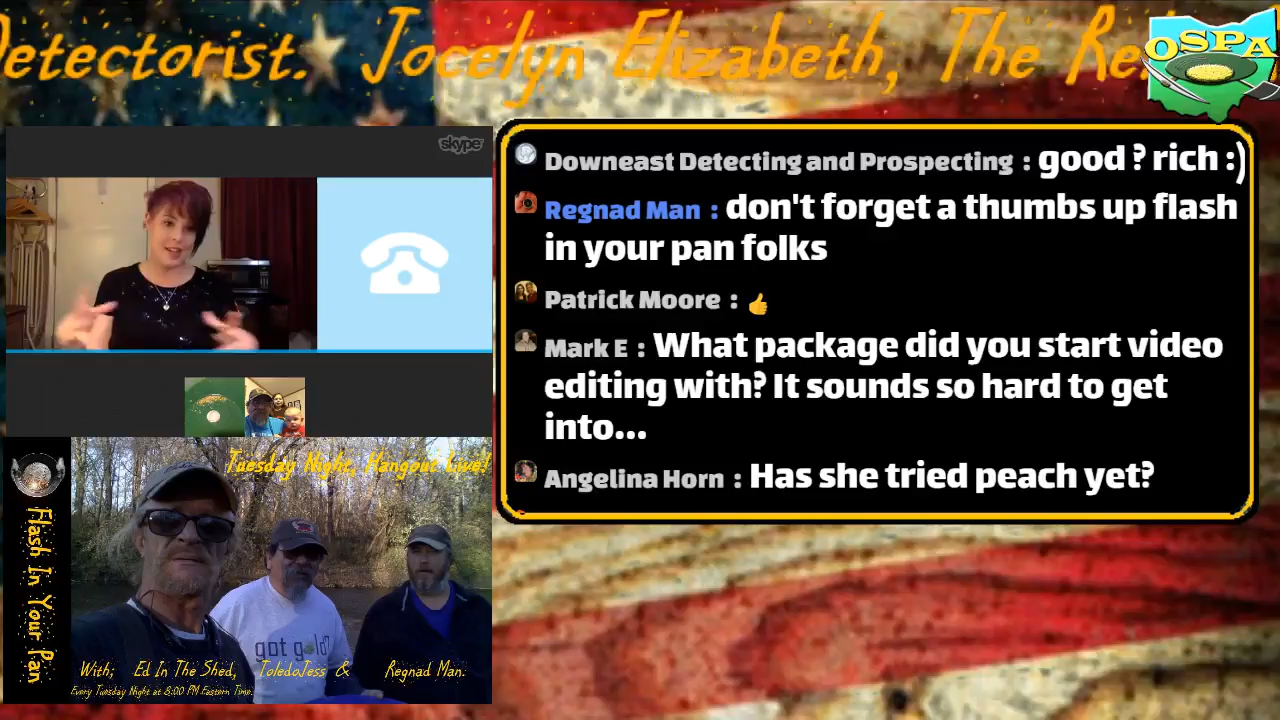 Detectorist. Jocelyn Elizabeth, The Re
OSPA
skype
Downeast Detecting and Prospecting : good ? rich :)
Regnad Man : don't forget a thumbs up flash
in your pan folks
Patrick Moore : 👍
Mark E : What package did you start video
editing with? It sounds so hard to get
into...
Angelina Horn : Has she tried peach yet?
Tuesday Night, Hangout Live!
Flash In Your Pan
got gold?
With; Ed In The Shed, ToledoJess & Regnad Man.
Every Tuesday Night at 8:00 PM Eastern Time.